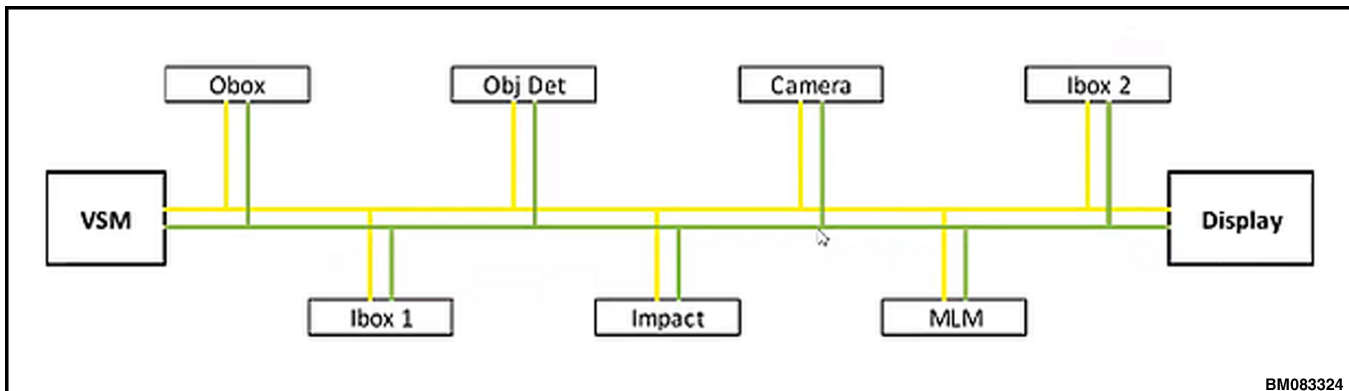 Obox
Obj Det
Camera
Ibox 2
VSM
Display
Ibox 1
Impact
MLM
BM083324